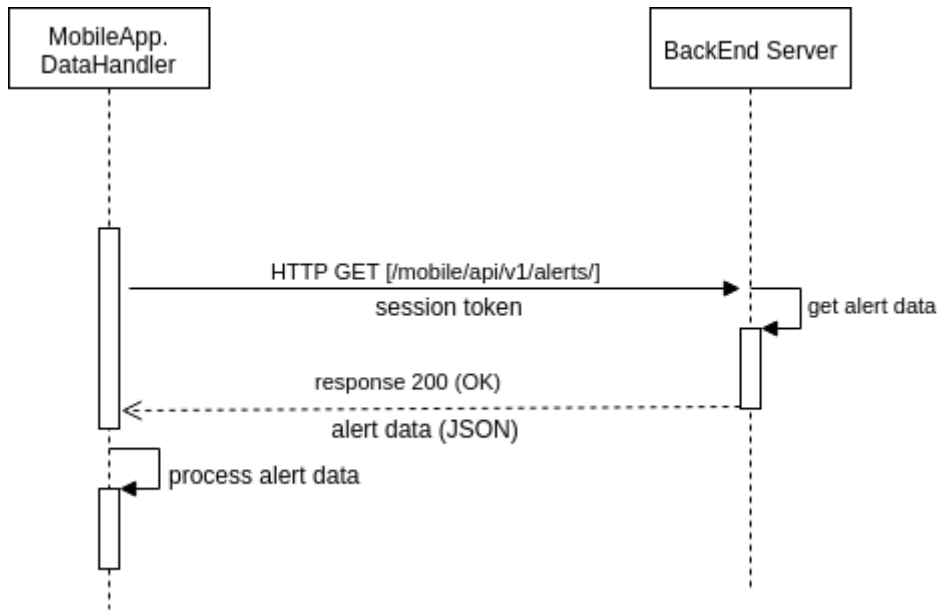 MobileApp.
DataHandler
BackEnd Server
HTTP GET [/mobile/api/v1/alerts/]
session token
get alert data
response 200 (OK)
alert data (JSON)
process alert data